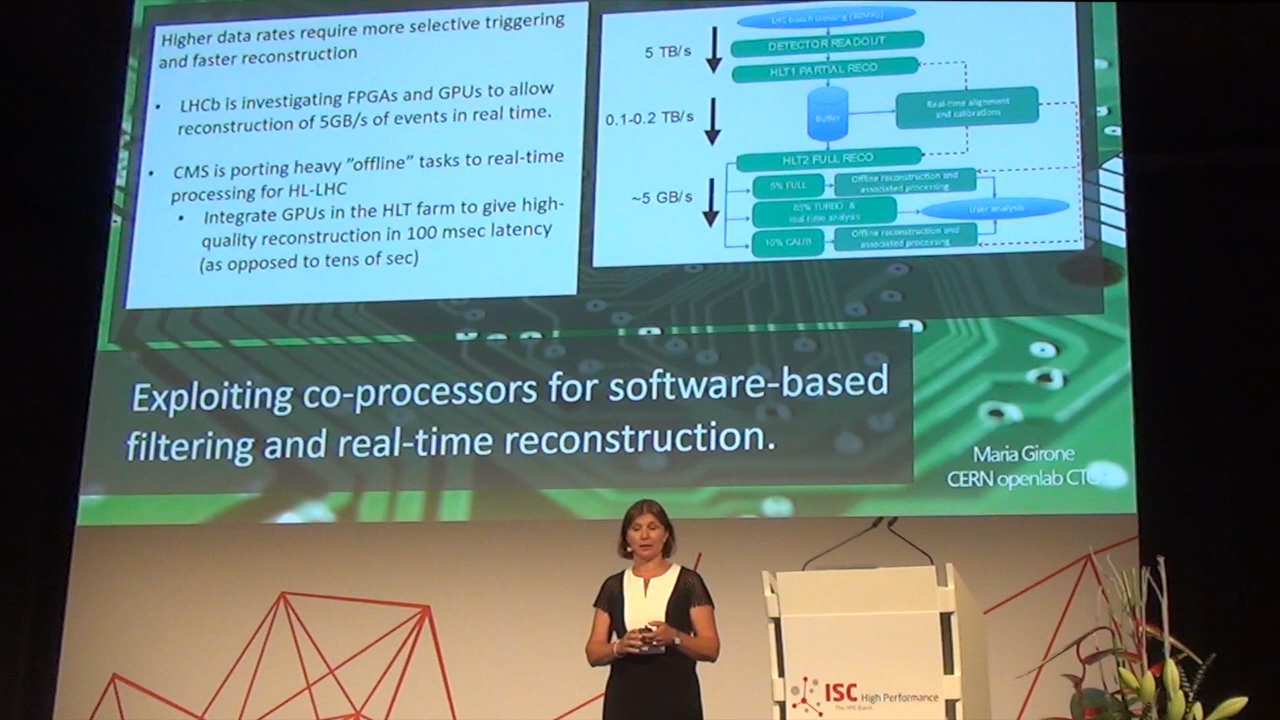 Higher data rates require more selective triggering
and faster reconstruction
• LHCb is investigating FPGAs and GPUs to allow
reconstruction of 5GB/s of events in real time.
• CMS is porting heavy ”offline” tasks to real-time
processing for HL-LHC
• Integrate GPUs in the HLT farm to give high-
quality reconstruction in 100 msec latency
(as opposed to tens of sec)
5 TB/s
0.1-0.2 TB/s
~5 GB/s
DETECTOR READOUT
HLT1 PARTIAL RECO
Buffer
Real-time alignment
and calibrations
HLT2 FULL RECO
5% FULL
Offline reconstruction and
associated processing
85% TURBO &
real time analysis
User analysis
10% CALIB
Offline reconstruction and
associated processing
Exploiting co-processors for software-based
filtering and real-time reconstruction.
Maria Girone
CERN openlab CTO
ISC High Performance